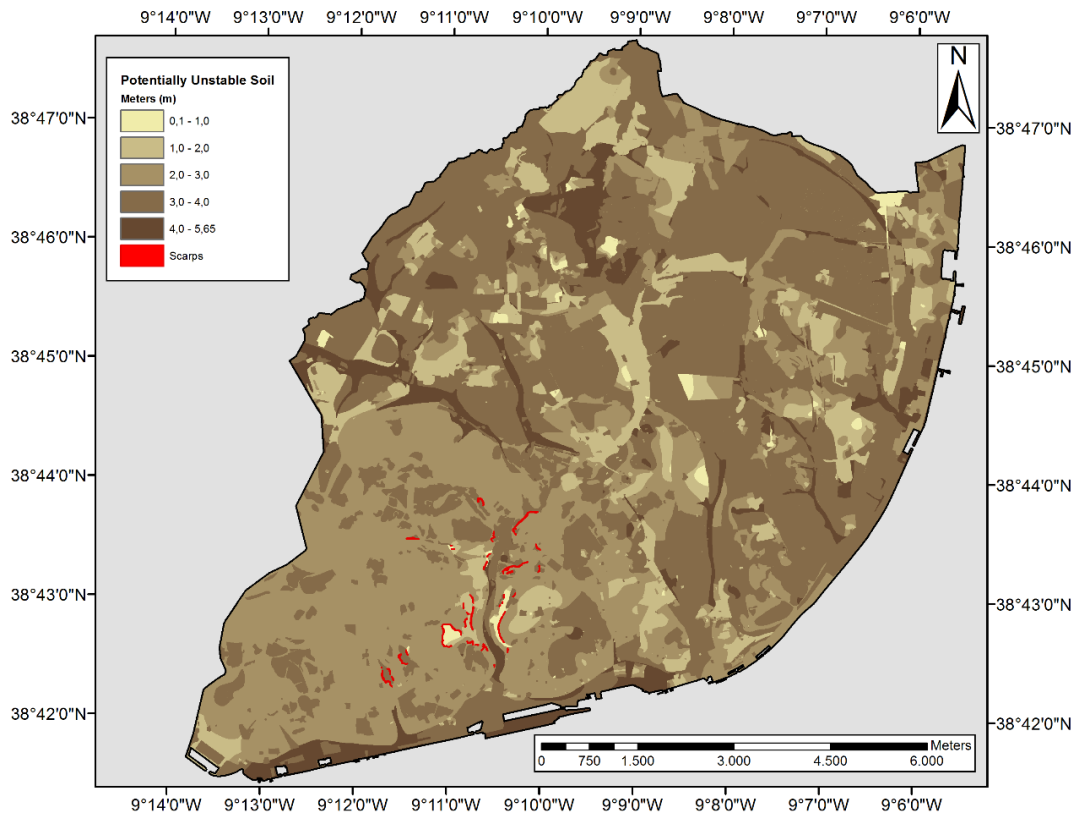 9°14'0"W 9°13'0"W 9°12'0"W 9°11'0"W 9°10'0"W 9°9'0"W 9°8'0"W 9°7'0"W 9°6'0"W
N
Potentially Unstable Soil
Meters (m)
0,1 - 1,0
1,0 - 2,0
2,0 - 3,0
3,0 - 4,0
4,0 - 5,65
Scarps
38°47'0"N
38°46'0"N
38°45'0"N
38°44'0"N
38°43'0"N
38°42'0"N
38°47'0"N
38°46'0"N
38°45'0"N
38°44'0"N
38°43'0"N
38°42'0"N
Meters
0 750 1.500 3.000 4.500 6.000
9°14'0"W 9°13'0"W 9°12'0"W 9°11'0"W 9°10'0"W 9°9'0"W 9°8'0"W 9°7'0"W 9°6'0"W